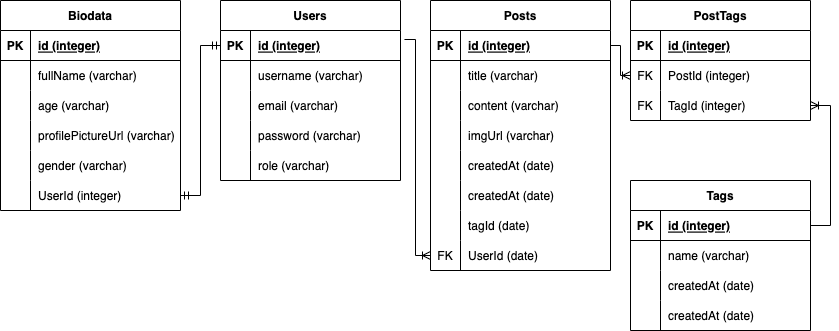 Biodata
PK id (integer)
fullName (varchar)
age (varchar)
profilePictureUrl (varchar)
gender (varchar)
UserId (integer)
Users
PK id (integer)
username (varchar)
email (varchar)
password (varchar)
role (varchar)
Posts
PK id (integer)
title (varchar)
content (varchar)
imgUrl (varchar)
createdAt (date)
createdAt (date)
tagId (date)
FK UserId (date)
PostTags
PK id (integer)
FK PostId (integer)
FK TagId (integer)
Tags
PK id (integer)
name (varchar)
createdAt (date)
createdAt (date)